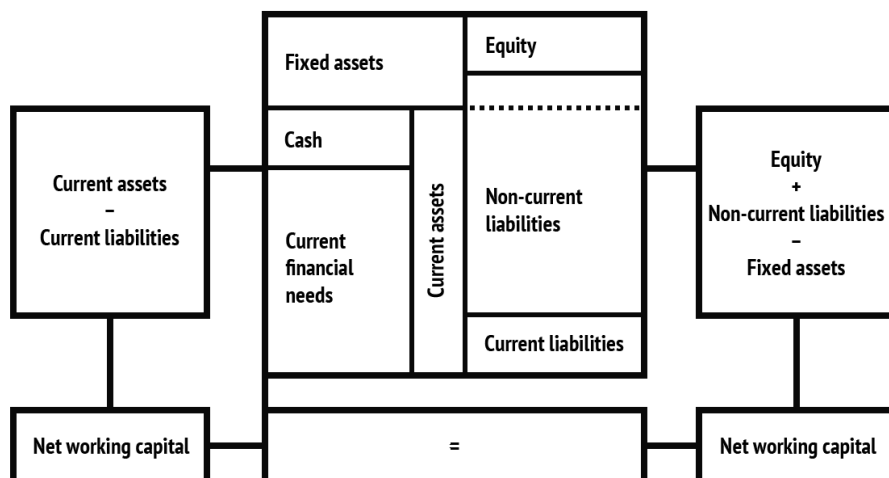 Fixed assets
Equity
Cash
Current assets
–
Current liabilities
Current
financial
needs
Current assets
Non-current
liabilities
Current liabilities
Equity
+
Non-current liabilities
–
Fixed assets
Net working capital
=
Net working capital